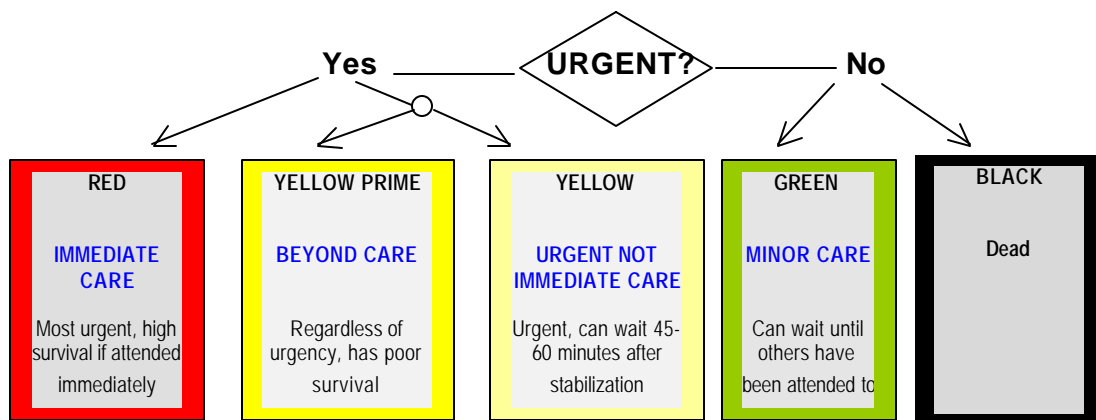 Yes
URGENT?
No
RED
IMMEDIATE
CARE
Most urgent, high
survival if attended
immediately
YELLOW PRIME
BEYOND CARE
Regardless of
urgency, has poor
survival
YELLOW
URGENT NOT
IMMEDIATE CARE
Urgent, can wait 45-
60 minutes after
stabilization
GREEN
MINOR CARE
Can wait until
others have
been attended to
BLACK
Dead